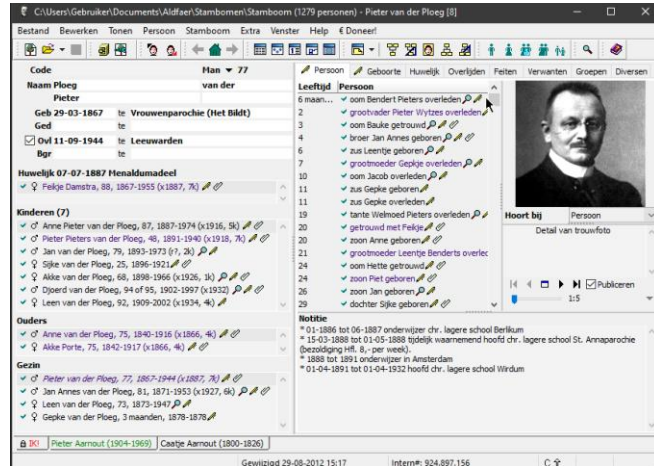 C:\Users\Gebruiker\Documents\Aldfaer\Stambomen\Stamboom (1279 personen) - Pieter van der Ploeg [8]
Bestand Bewerken Tonen Persoon Stamboom Extra Venster Help € Doneer!
Code Man 77
Naam Ploeg van der
Pieter
Geb 29-03-1867 te Vrouwenparochie (Het Bildt)
Ged te
Ovl 11-09-1944 te Leeuwarden
Bgr te
Huwelijk 07-07-1887 Menaldumadeel
♀ Feikje Damstra, 88, 1867-1955 (x1887, 7k)
Kinderen (7)
♂ Anne Pieter van der Ploeg, 87, 1887-1974 (x1916, 5k)
♂ Pieter Pieters van der Ploeg, 48, 1891-1940 (x1918, 7k)
♂ Jan van der Ploeg, 79, 1893-1973 (r?, 2k)
♀ Sijke van der Ploeg, 25, 1896-1921
♀ Akke van der Ploeg, 68, 1898-1966 (x1926, 1k)
♂ Djoerd van der Ploeg, 94 of 95, 1902-1997 (x1932)
♀ Leen van der Ploeg, 92, 1909-2002 (x1934, 4k)
Ouders
♂ Anne van der Ploeg, 75, 1840-1916 (x1866, 4k)
♀ Akke Porte, 75, 1842-1917 (x1866, 4k)
Gezin
♂ Pieter van der Ploeg, 77, 1867-1944 (x1887, 7k)
♂ Jan Annes van der Ploeg, 81, 1871-1953 (x1927, 6k)
♀ Leen van der Ploeg, 73, 1873-1947
♀ Gepke van der Ploeg, 3 maanden, 1878-1878
Persoon Geboorte Huwelijk Overlijden Feiten Verwanten Groepen Diversen
Leeftijd Persoon
6 maan... oom Bendert Pieters overleden
2 grootvader Pieter Wytzes overleden
3 oom Bauke getrouwd
4 broer Jan Annes geboren
6 zus Leentje geboren
7 grootmoeder Gepkje overleden
10 oom Jacob overleden
11 zus Gepke geboren
11 zus Gepke overleden
19 tante Welmoed Pieters overleden
20 getrouwd met Feikje
20 zoon Anne geboren
21 grootmoeder Leentje Benderts overled
24 oom Hette getrouwd
24 zoon Piet geboren
26 zoon Jan geboren
29 dochter Sijke geboren
Hoort bij Persoon
Detail van trouwfoto
Publiceren
1:5
Notitie
* 01-1886 tot 06-1887 onderwijzer chr. lagere school Berlikum
* 15-03-1888 tot 01-05-1888 tijdelijk waarnemend hoofd chr. lagere school St. Annaparochie
(bezoldiging Hfl. 8,- per week).
* 1888 tot 1891 onderwijzer in Amsterdam
* 01-04-1891 tot 01-04-1932 hoofd chr. lagere school Wirdum
IK! Pieter Aarnout (1904-1969) Caatje Aarnout (1800-1826)
Gewijzigd 29-08-2012 15:17 Intern#: 924.897.156 C